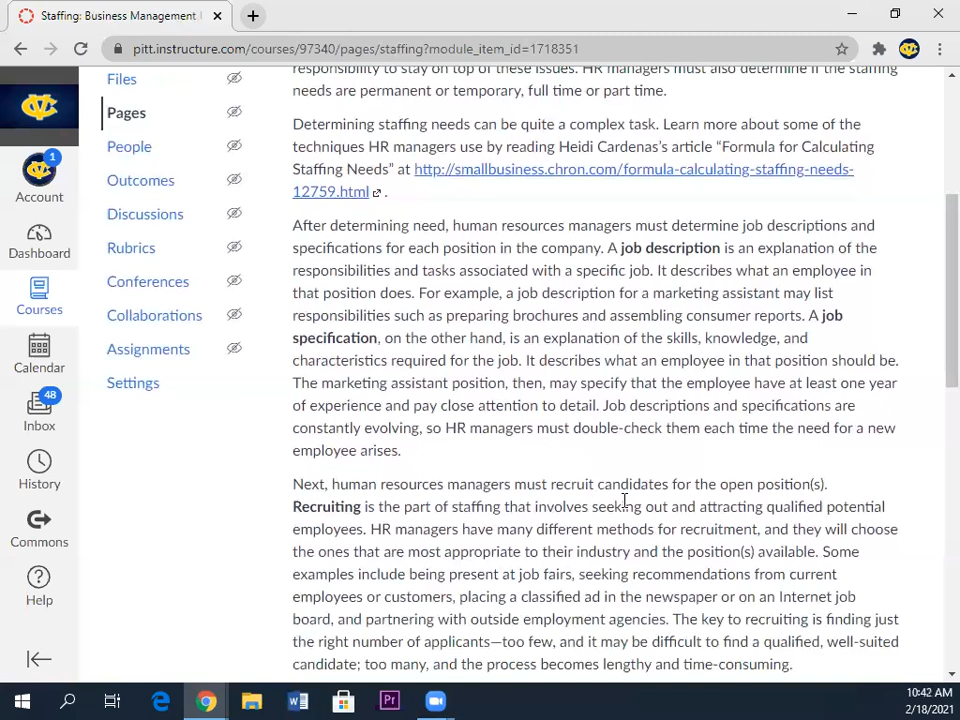 Staffing: Business Management
pitt.instructure.com/courses/97340/pages/staffing?module_item_id=1718351
Account
1
Dashboard
Courses
Calendar
48
Inbox
History
Commons
Help
Files
Pages
People
Outcomes
Discussions
Rubrics
Conferences
Collaborations
Assignments
Settings
responsibility to stay on top of these issues. HR managers must also determine if the staffing
needs are permanent or temporary, full time or part time.
Determining staffing needs can be quite a complex task. Learn more about some of the
techniques HR managers use by reading Heidi Cardenas's article “Formula for Calculating
Staffing Needs” at http://smallbusiness.chron.com/formula-calculating-staffing-needs-
12759.html .
After determining need, human resources managers must determine job descriptions and
specifications for each position in the company. A job description is an explanation of the
responsibilities and tasks associated with a specific job. It describes what an employee in
that position does. For example, a job description for a marketing assistant may list
responsibilities such as preparing brochures and assembling consumer reports. A job
specification, on the other hand, is an explanation of the skills, knowledge, and
characteristics required for the job. It describes what an employee in that position should be.
The marketing assistant position, then, may specify that the employee have at least one year
of experience and pay close attention to detail. Job descriptions and specifications are
constantly evolving, so HR managers must double-check them each time the need for a new
employee arises.
Next, human resources managers must recruit candidates for the open position(s).
Recruiting is the part of staffing that involves seeking out and attracting qualified potential
employees. HR managers have many different methods for recruitment, and they will choose
the ones that are most appropriate to their industry and the position(s) available. Some
examples include being present at job fairs, seeking recommendations from current
employees or customers, placing a classified ad in the newspaper or on an Internet job
board, and partnering with outside employment agencies. The key to recruiting is finding just
the right number of applicants—too few, and it may be difficult to find a qualified, well-suited
candidate; too many, and the process becomes lengthy and time-consuming.
10:42 AM
2/18/2021